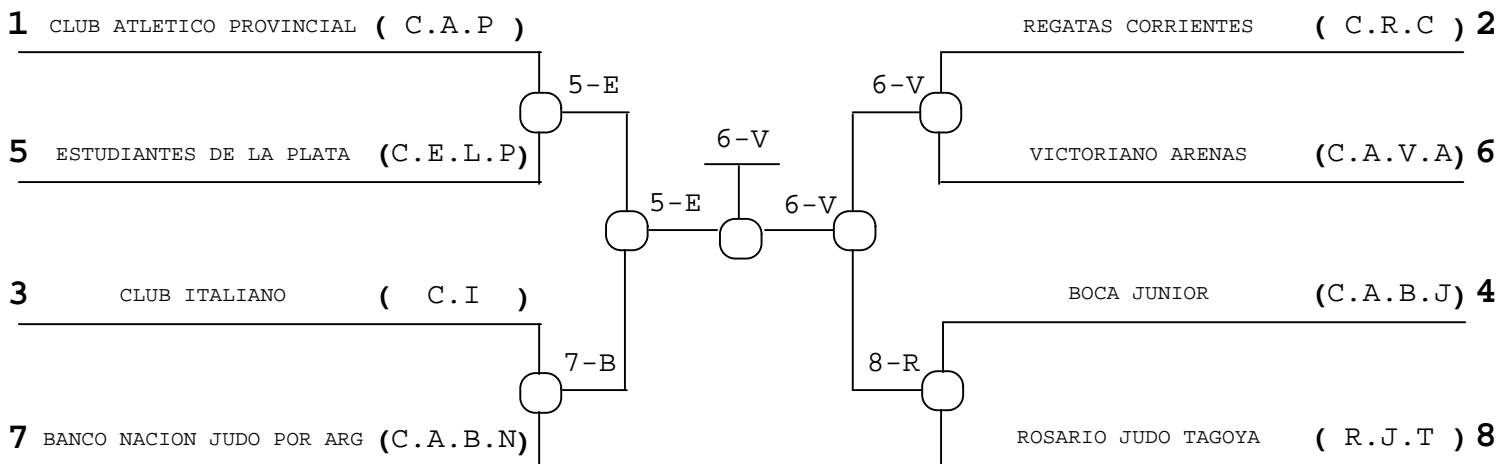 1 CLUB ATLETICO PROVINCIAL ( C.A.P )
REGATAS CORRIENTES ( C.R.C ) 2
5-E
6-V
6-V
5 ESTUDIANTES DE LA PLATA (C.E.L.P)
VICTORIANO ARENAS (C.A.V.A) 6
5-E
6-V
3 CLUB ITALIANO ( C.I )
BOCA JUNIOR (C.A.B.J) 4
7-B
8-R
7 BANCO NACION JUDO POR ARG (C.A.B.N)
ROSARIO JUDO TAGOYA ( R.J.T ) 8